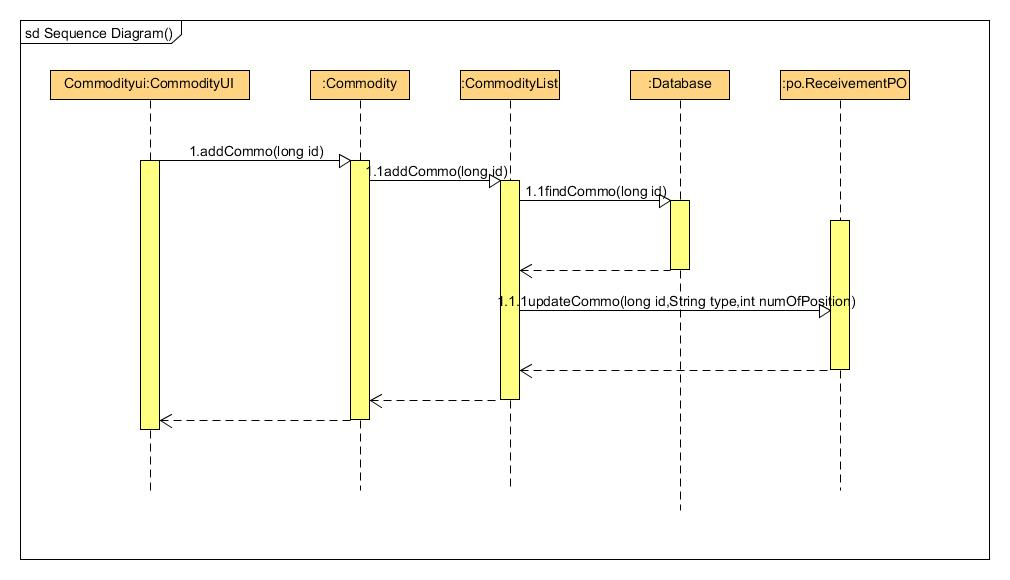 sd Sequence Diagram()
Commodityui:CommodityUI
:Commodity
:CommodityList
:Database
:po.ReceivementPO
1.addCommo(long id)
1.1addCommo(long id)
1.1findCommo(long id)
1.1.1updateCommo(long id,String type,int numOfPosition)